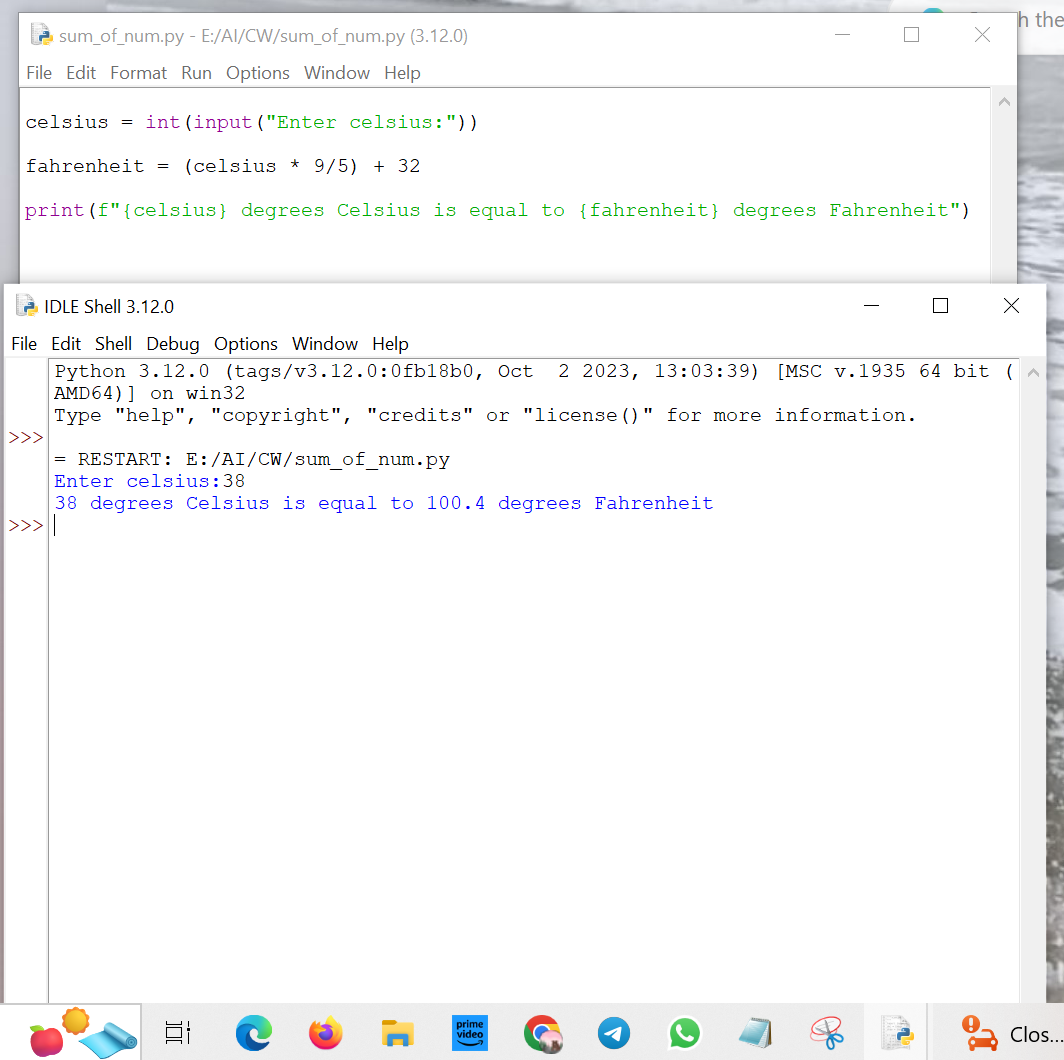 h the
sum_of_num.py - E:/AI/CW/sum_of_num.py (3.12.0)
File Edit Format Run Options Window Help
celsius = int(input("Enter celsius:"))
fahrenheit = (celsius * 9/5) + 32
print(f"{celsius} degrees Celsius is equal to {fahrenheit} degrees Fahrenheit")
IDLE Shell 3.12.0
File Edit Shell Debug Options Window Help
Python 3.12.0 (tags/v3.12.0:0fb18b0, Oct  2 2023, 13:03:39) [MSC v.1935 64 bit (
AMD64)] on win32
Type "help", "copyright", "credits" or "license()" for more information.
>>>
= RESTART: E:/AI/CW/sum_of_num.py
Enter celsius:38
38 degrees Celsius is equal to 100.4 degrees Fahrenheit
>>>
prime video
Clos...